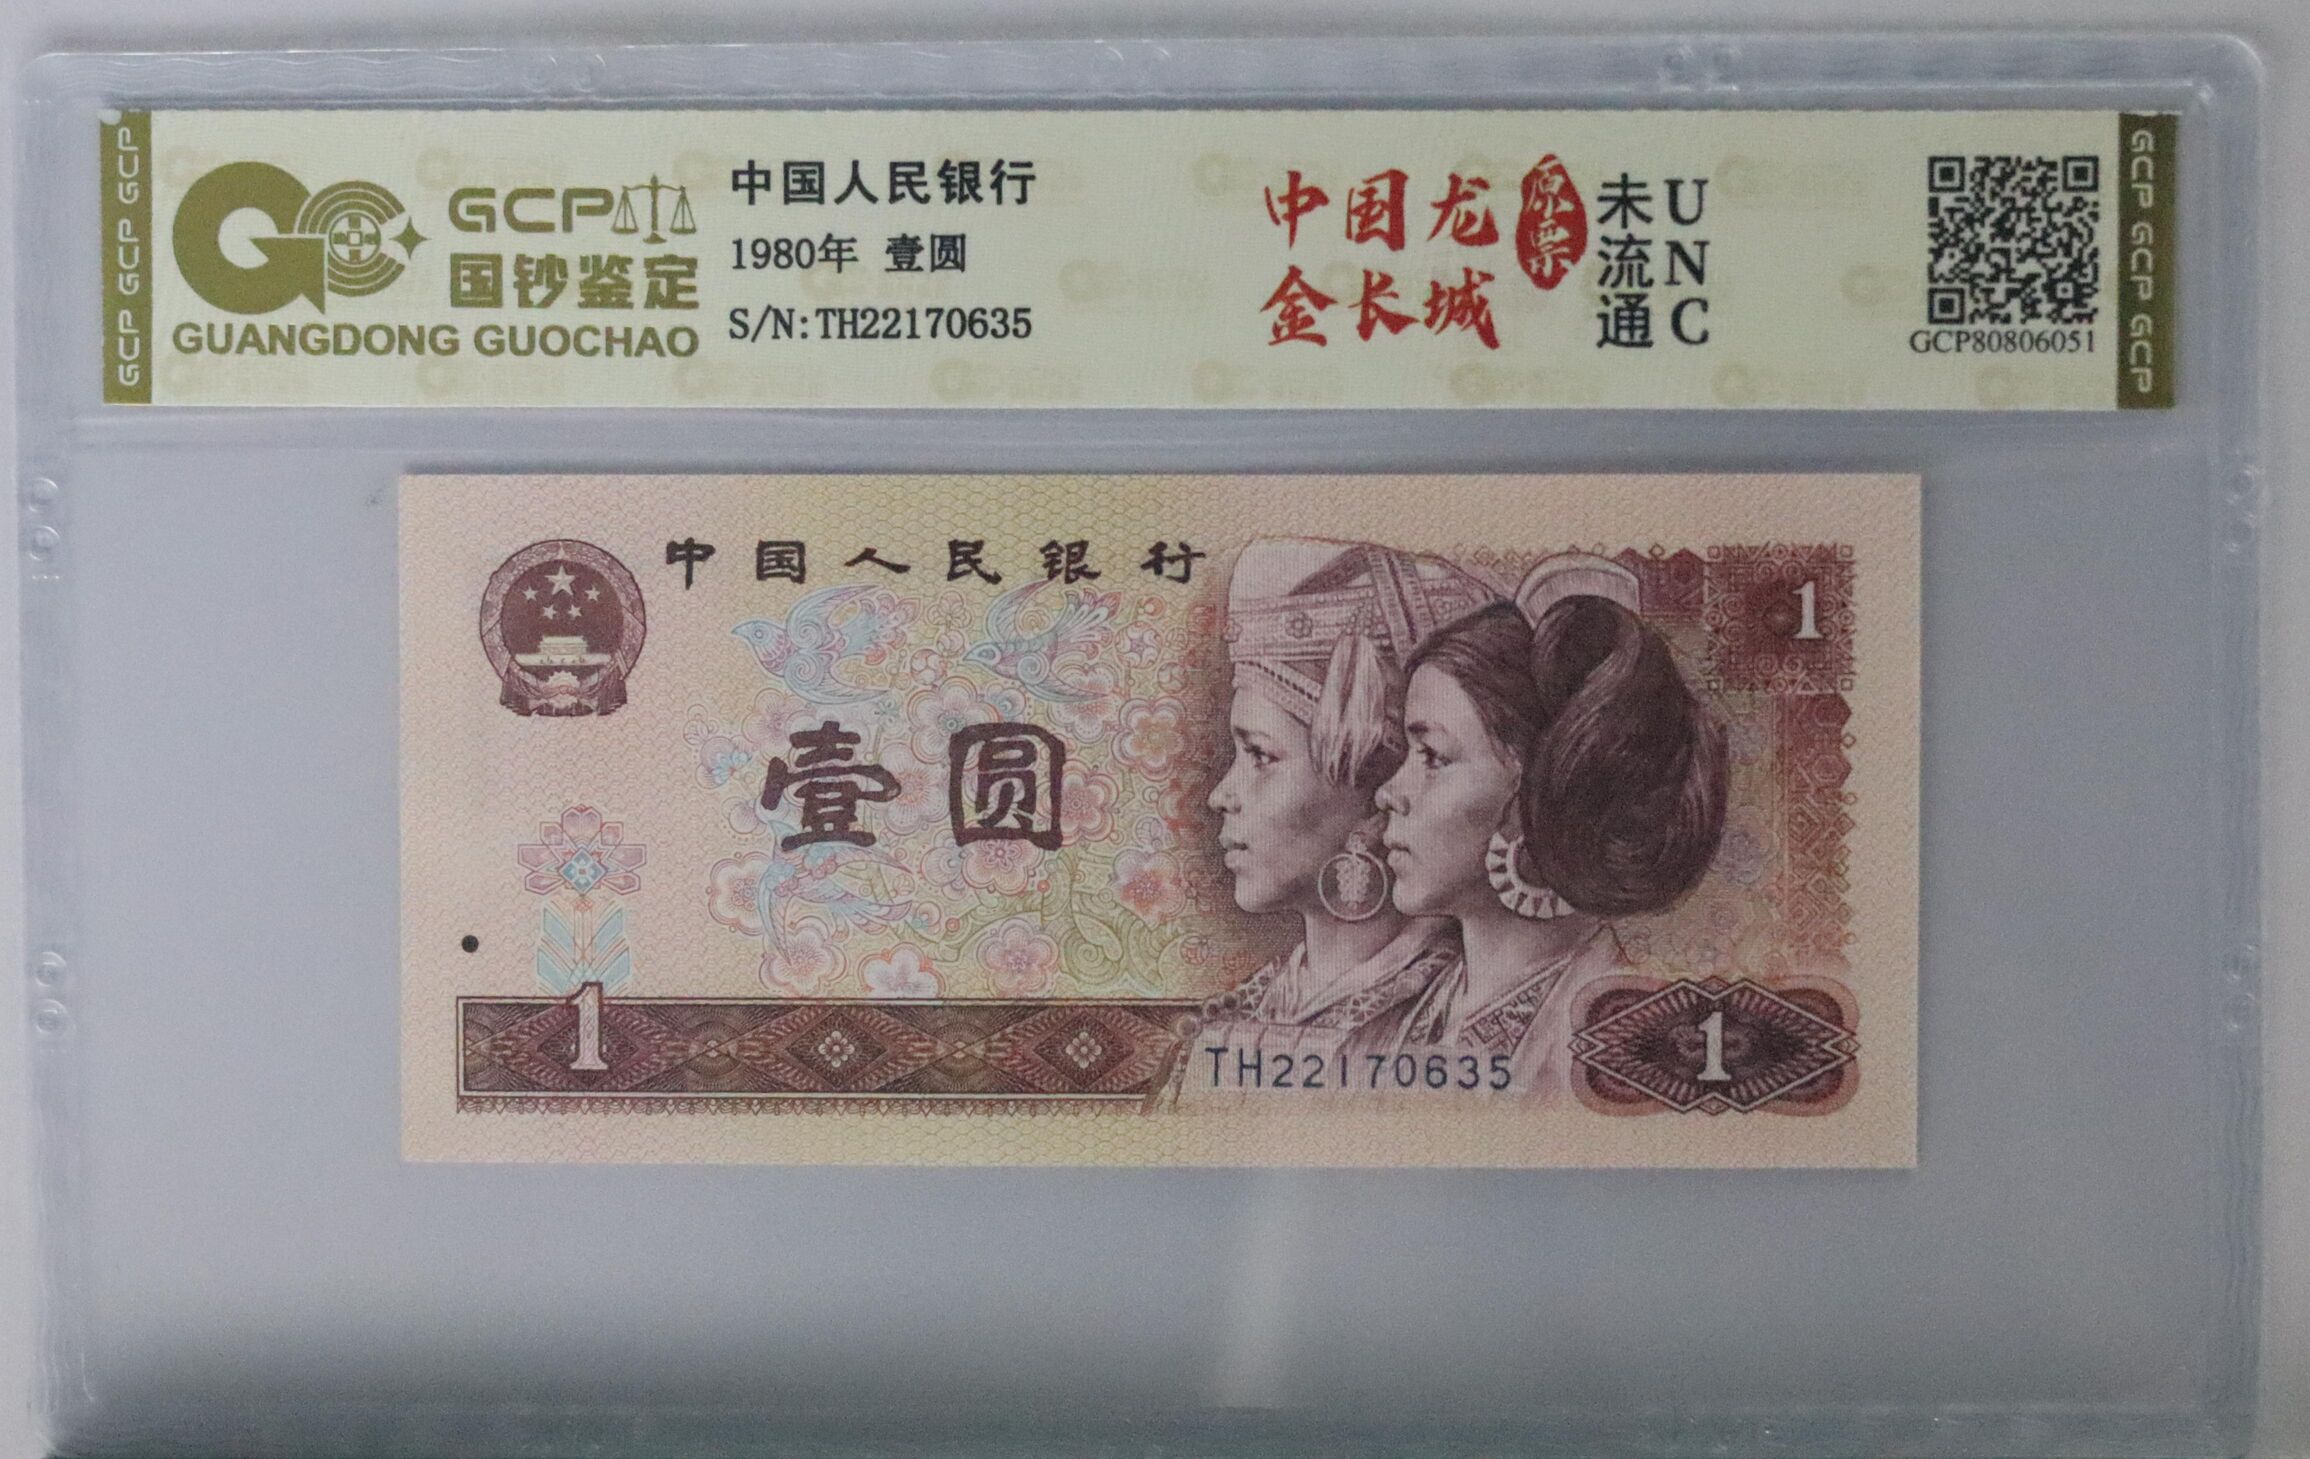 GCP GCP GCP
GCP
国钞鉴定
GUANGDONG GUOCHAO
中国人民银行
1980年 壹圆
S/N:TH22170635
中国龙
金长城
原票
未流通
UNC
GCP80806051
GCP GCP GCP
中国人民银行
1
壹圆
1
TH22170635
1